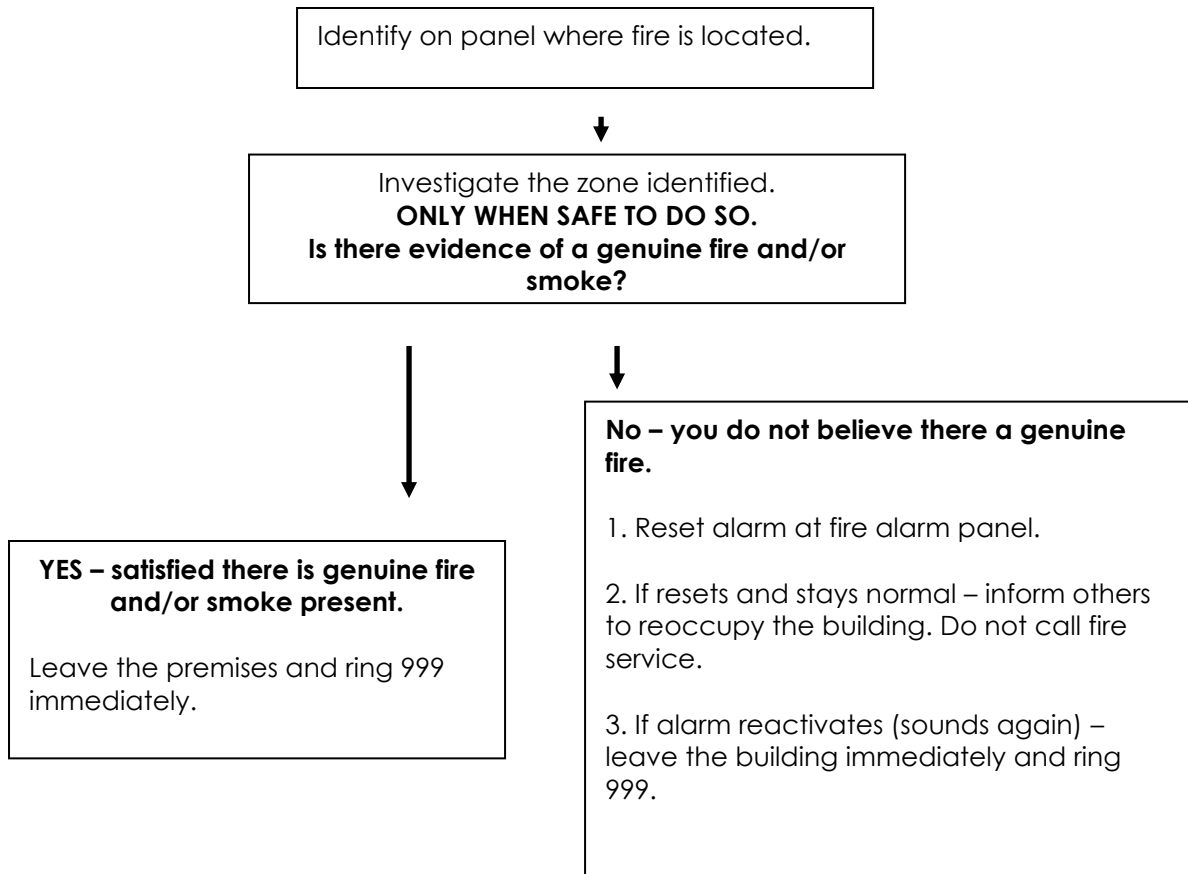 Identify on panel where fire is located.
Investigate the zone identified.
ONLY WHEN SAFE TO DO SO.
Is there evidence of a genuine fire and/or
smoke?
YES – satisfied there is genuine fire
and/or smoke present.
Leave the premises and ring 999
immediately.
No – you do not believe there a genuine
fire.
1. Reset alarm at fire alarm panel.
2. If resets and stays normal – inform others
to reoccupy the building. Do not call fire
service.
3. If alarm reactivates (sounds again) –
leave the building immediately and ring
999.